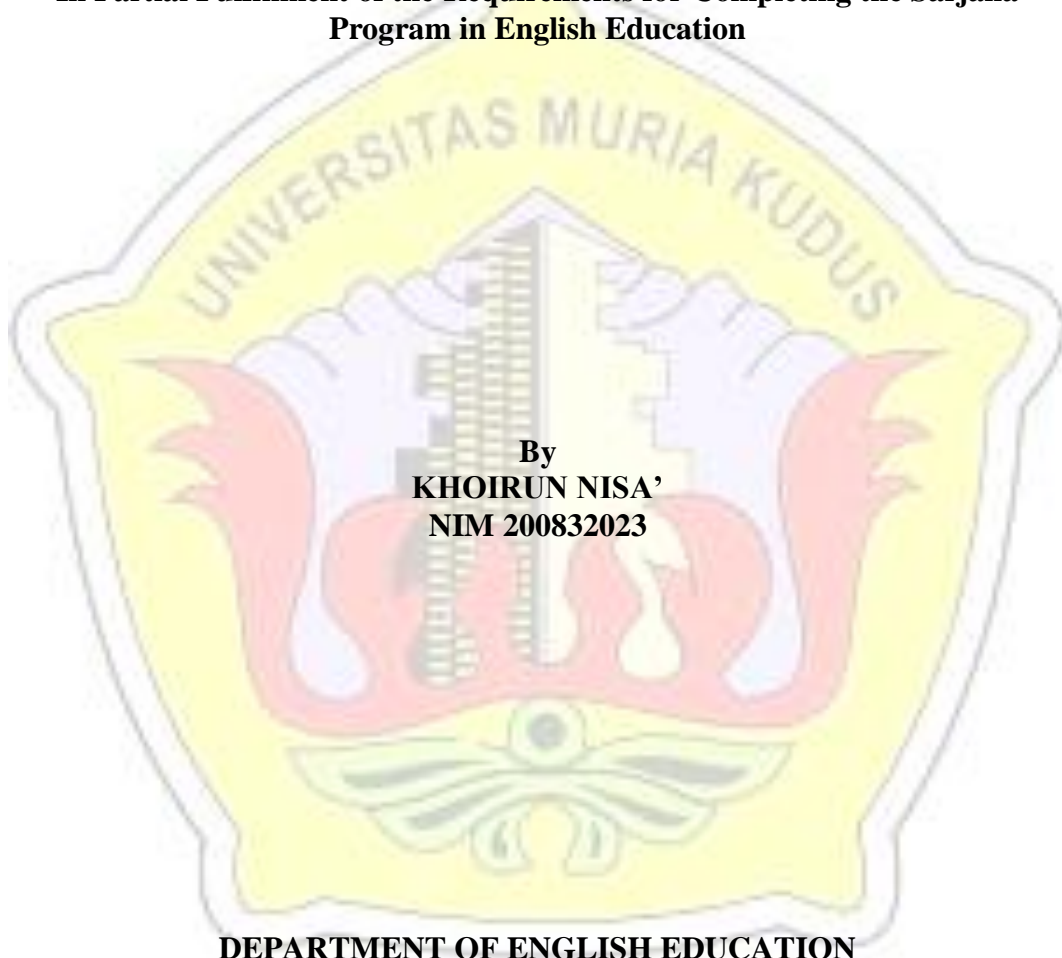 In Partial Fulfillment of the Requirements for Completing the Sarjana
Program in English Education
UNIVERSITAS MURIA KUDUS
By
KHOIRUN NISA’
NIM 200832023
DEPARTMENT OF ENGLISH EDUCATION